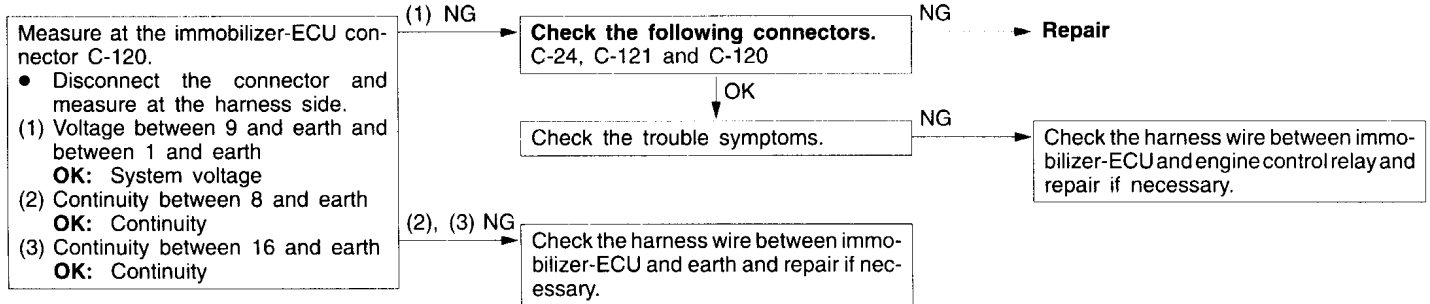 Measure at the immobilizer-ECU con-
nector C-120.
● Disconnect the connector and
measure at the harness side.
(1) Voltage between 9 and earth and
between 1 and earth
OK: System voltage
(2) Continuity between 8 and earth
OK: Continuity
(3) Continuity between 16 and earth
OK: Continuity
(1) NG
Check the following connectors.
C-24, C-121 and C-120
NG
Repair
OK
Check the trouble symptoms.
NG
Check the harness wire between immo-
bilizer-ECU and engine control relay and
repair if necessary.
(2), (3) NG
Check the harness wire between immo-
bilizer-ECU and earth and repair if nec-
essary.